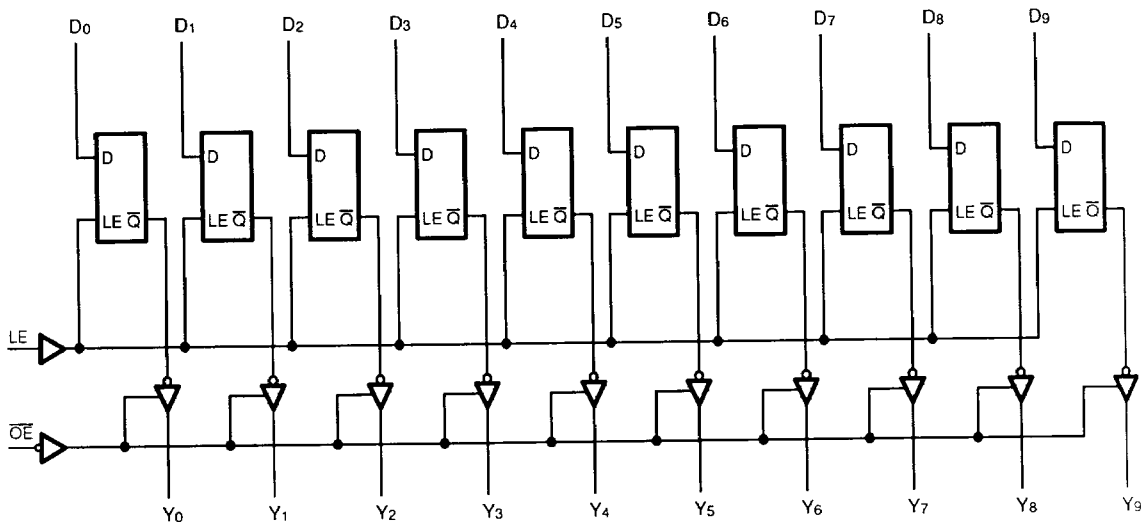 D0 D1 D2 D3 D4 D5 D6 D7 D8 D9
D D D D D D D D D D
LE Q̅ LE Q̅ LE Q̅ LE Q̅ LE Q̅ LE Q̅ LE Q̅ LE Q̅ LE Q̅ LE Q̅
LE
O̅E̅
Y0 Y1 Y2 Y3 Y4 Y5 Y6 Y7 Y8 Y9